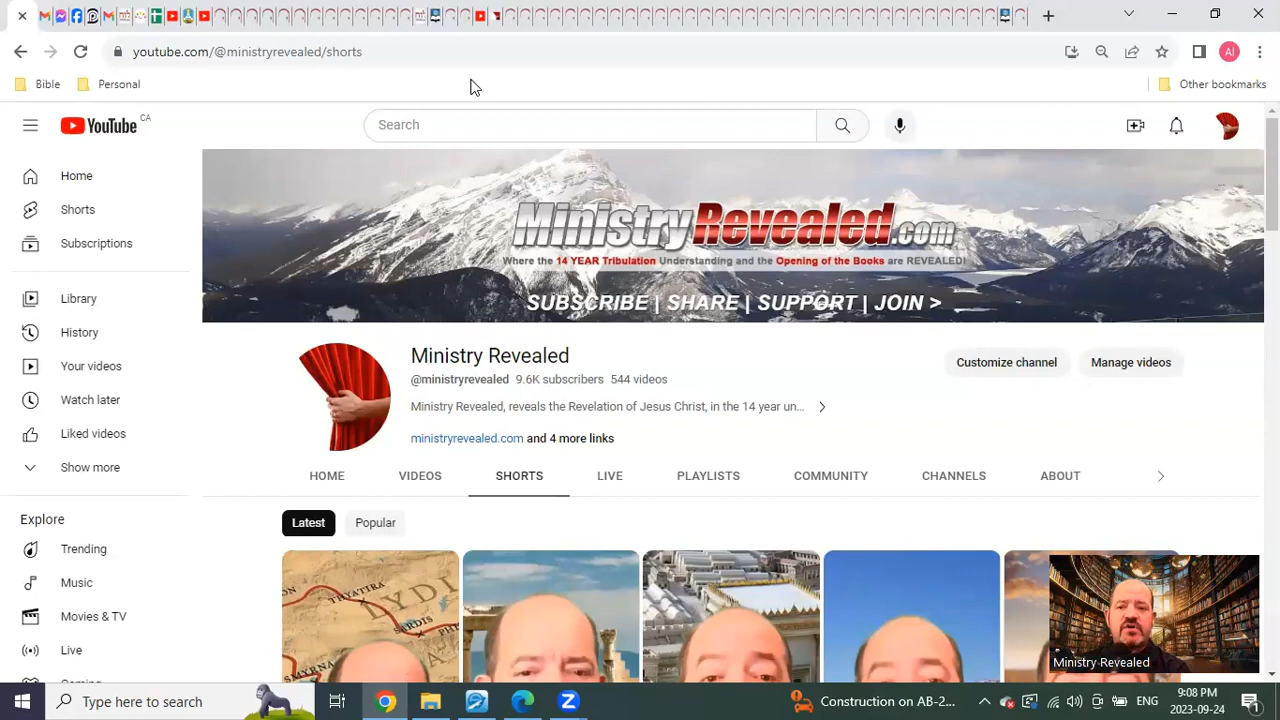 youtube.com/@ministryrevealed/shorts
Bible
Personal
Other bookmarks
AI
YouTube CA
Search
Home
Shorts
Subscriptions
Library
History
Your videos
Watch later
Liked videos
Show more
Explore
Trending
Music
Movies & TV
Live
MinistryRevealed.com
Where the 14 YEAR Tribulation Understanding and the Opening of the Books are REVEALED!
SUBSCRIBE | SHARE | SUPPORT | JOIN >
Ministry Revealed
@ministryrevealed 9.6K subscribers 544 videos
Ministry Revealed, reveals the Revelation of Jesus Christ, in the 14 year un...
ministryrevealed.com and 4 more links
Customize channel
Manage videos
HOME
VIDEOS
SHORTS
LIVE
PLAYLISTS
COMMUNITY
CHANNELS
ABOUT
Latest
Popular
THYATIRA
LYDI
SARDIS
Ministry Revealed
Type here to search
Construction on AB-2...
ENG
9:08 PM
2023-09-24